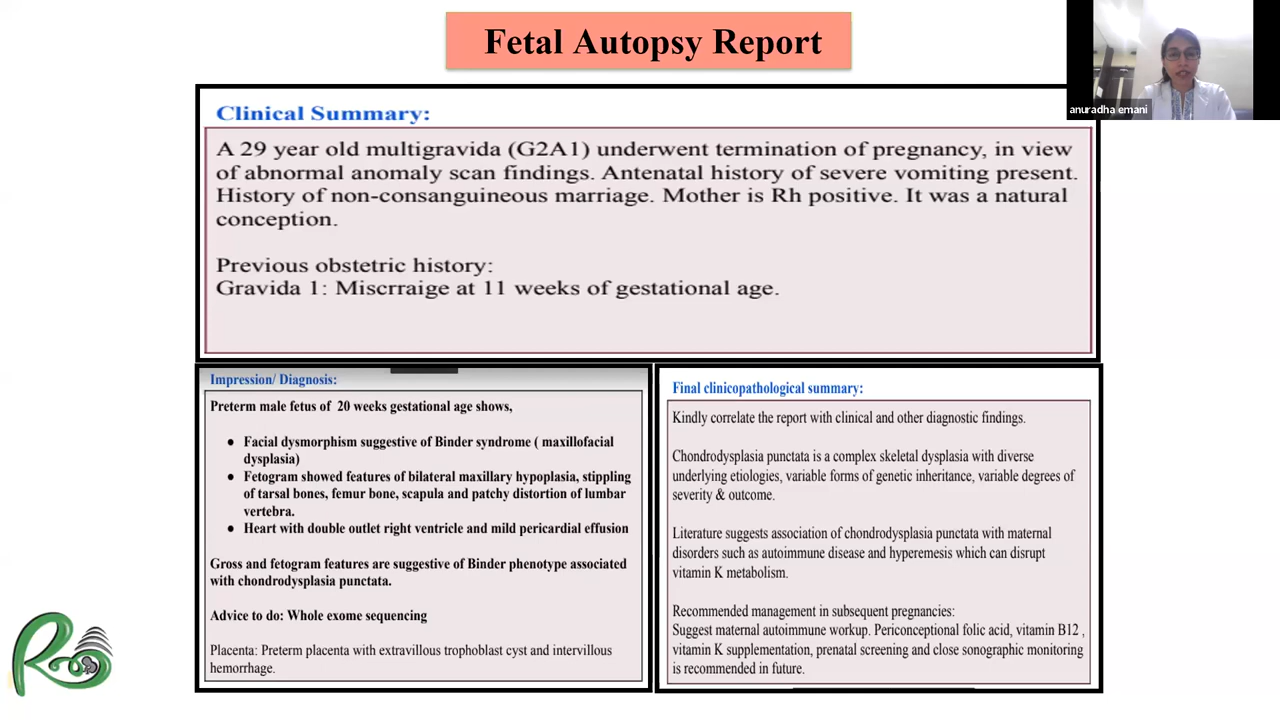 Fetal Autopsy Report
anuradha emani
Clinical Summary:
A 29 year old multigravida (G2A1) underwent termination of pregnancy, in view
of abnormal anomaly scan findings. Antenatal history of severe vomiting present.
History of non-consanguineous marriage. Mother is Rh positive. It was a natural
conception.
Previous obstetric history:
Gravida 1: Miscrraige at 11 weeks of gestational age.
Impression/ Diagnosis:
Preterm male fetus of 20 weeks gestational age shows,
● Facial dysmorphism suggestive of Binder syndrome ( maxillofacial
dysplasia)
● Fetogram showed features of bilateral maxillary hypoplasia, stippling
of tarsal bones, femur bone, scapula and patchy distortion of lumbar
vertebra.
● Heart with double outlet right ventricle and mild pericardial effusion
Gross and fetogram features are suggestive of Binder phenotype associated
with chondrodysplasia punctata.
Advice to do: Whole exome sequencing
Placenta: Preterm placenta with extravillous trophoblast cyst and intervillous
hemorrhage.
Final clinicopathological summary:
Kindly correlate the report with clinical and other diagnostic findings.
Chondrodysplasia punctata is a complex skeletal dysplasia with diverse
underlying etiologies, variable forms of genetic inheritance, variable degrees of
severity & outcome.
Literature suggests association of chondrodysplasia punctata with maternal
disorders such as autoimmune disease and hyperemesis which can disrupt
vitamin K metabolism.
Recommended management in subsequent pregnancies:
Suggest maternal autoimmune workup. Periconceptional folic acid, vitamin B12 ,
vitamin K supplementation, prenatal screening and close sonographic monitoring
is recommended in future.